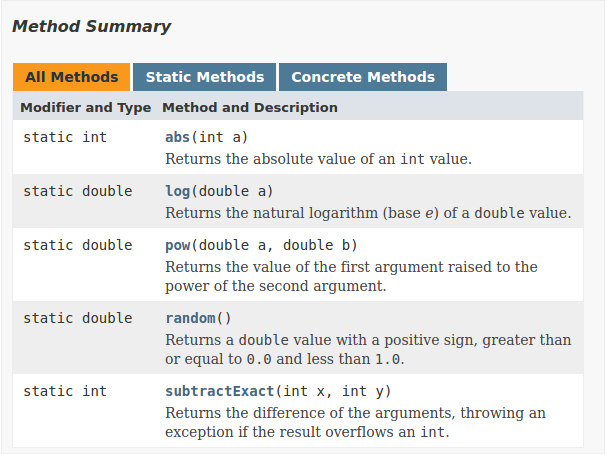 Method Summary
All Methods Static Methods Concrete Methods
Modifier and Type Method and Description
static int abs(int a)
Returns the absolute value of an int value.
static double log(double a)
Returns the natural logarithm (base e) of a double value.
static double pow(double a, double b)
Returns the value of the first argument raised to the
power of the second argument.
static double random()
Returns a double value with a positive sign, greater than
or equal to 0.0 and less than 1.0.
static int subtractExact(int x, int y)
Returns the difference of the arguments, throwing an
exception if the result overflows an int.